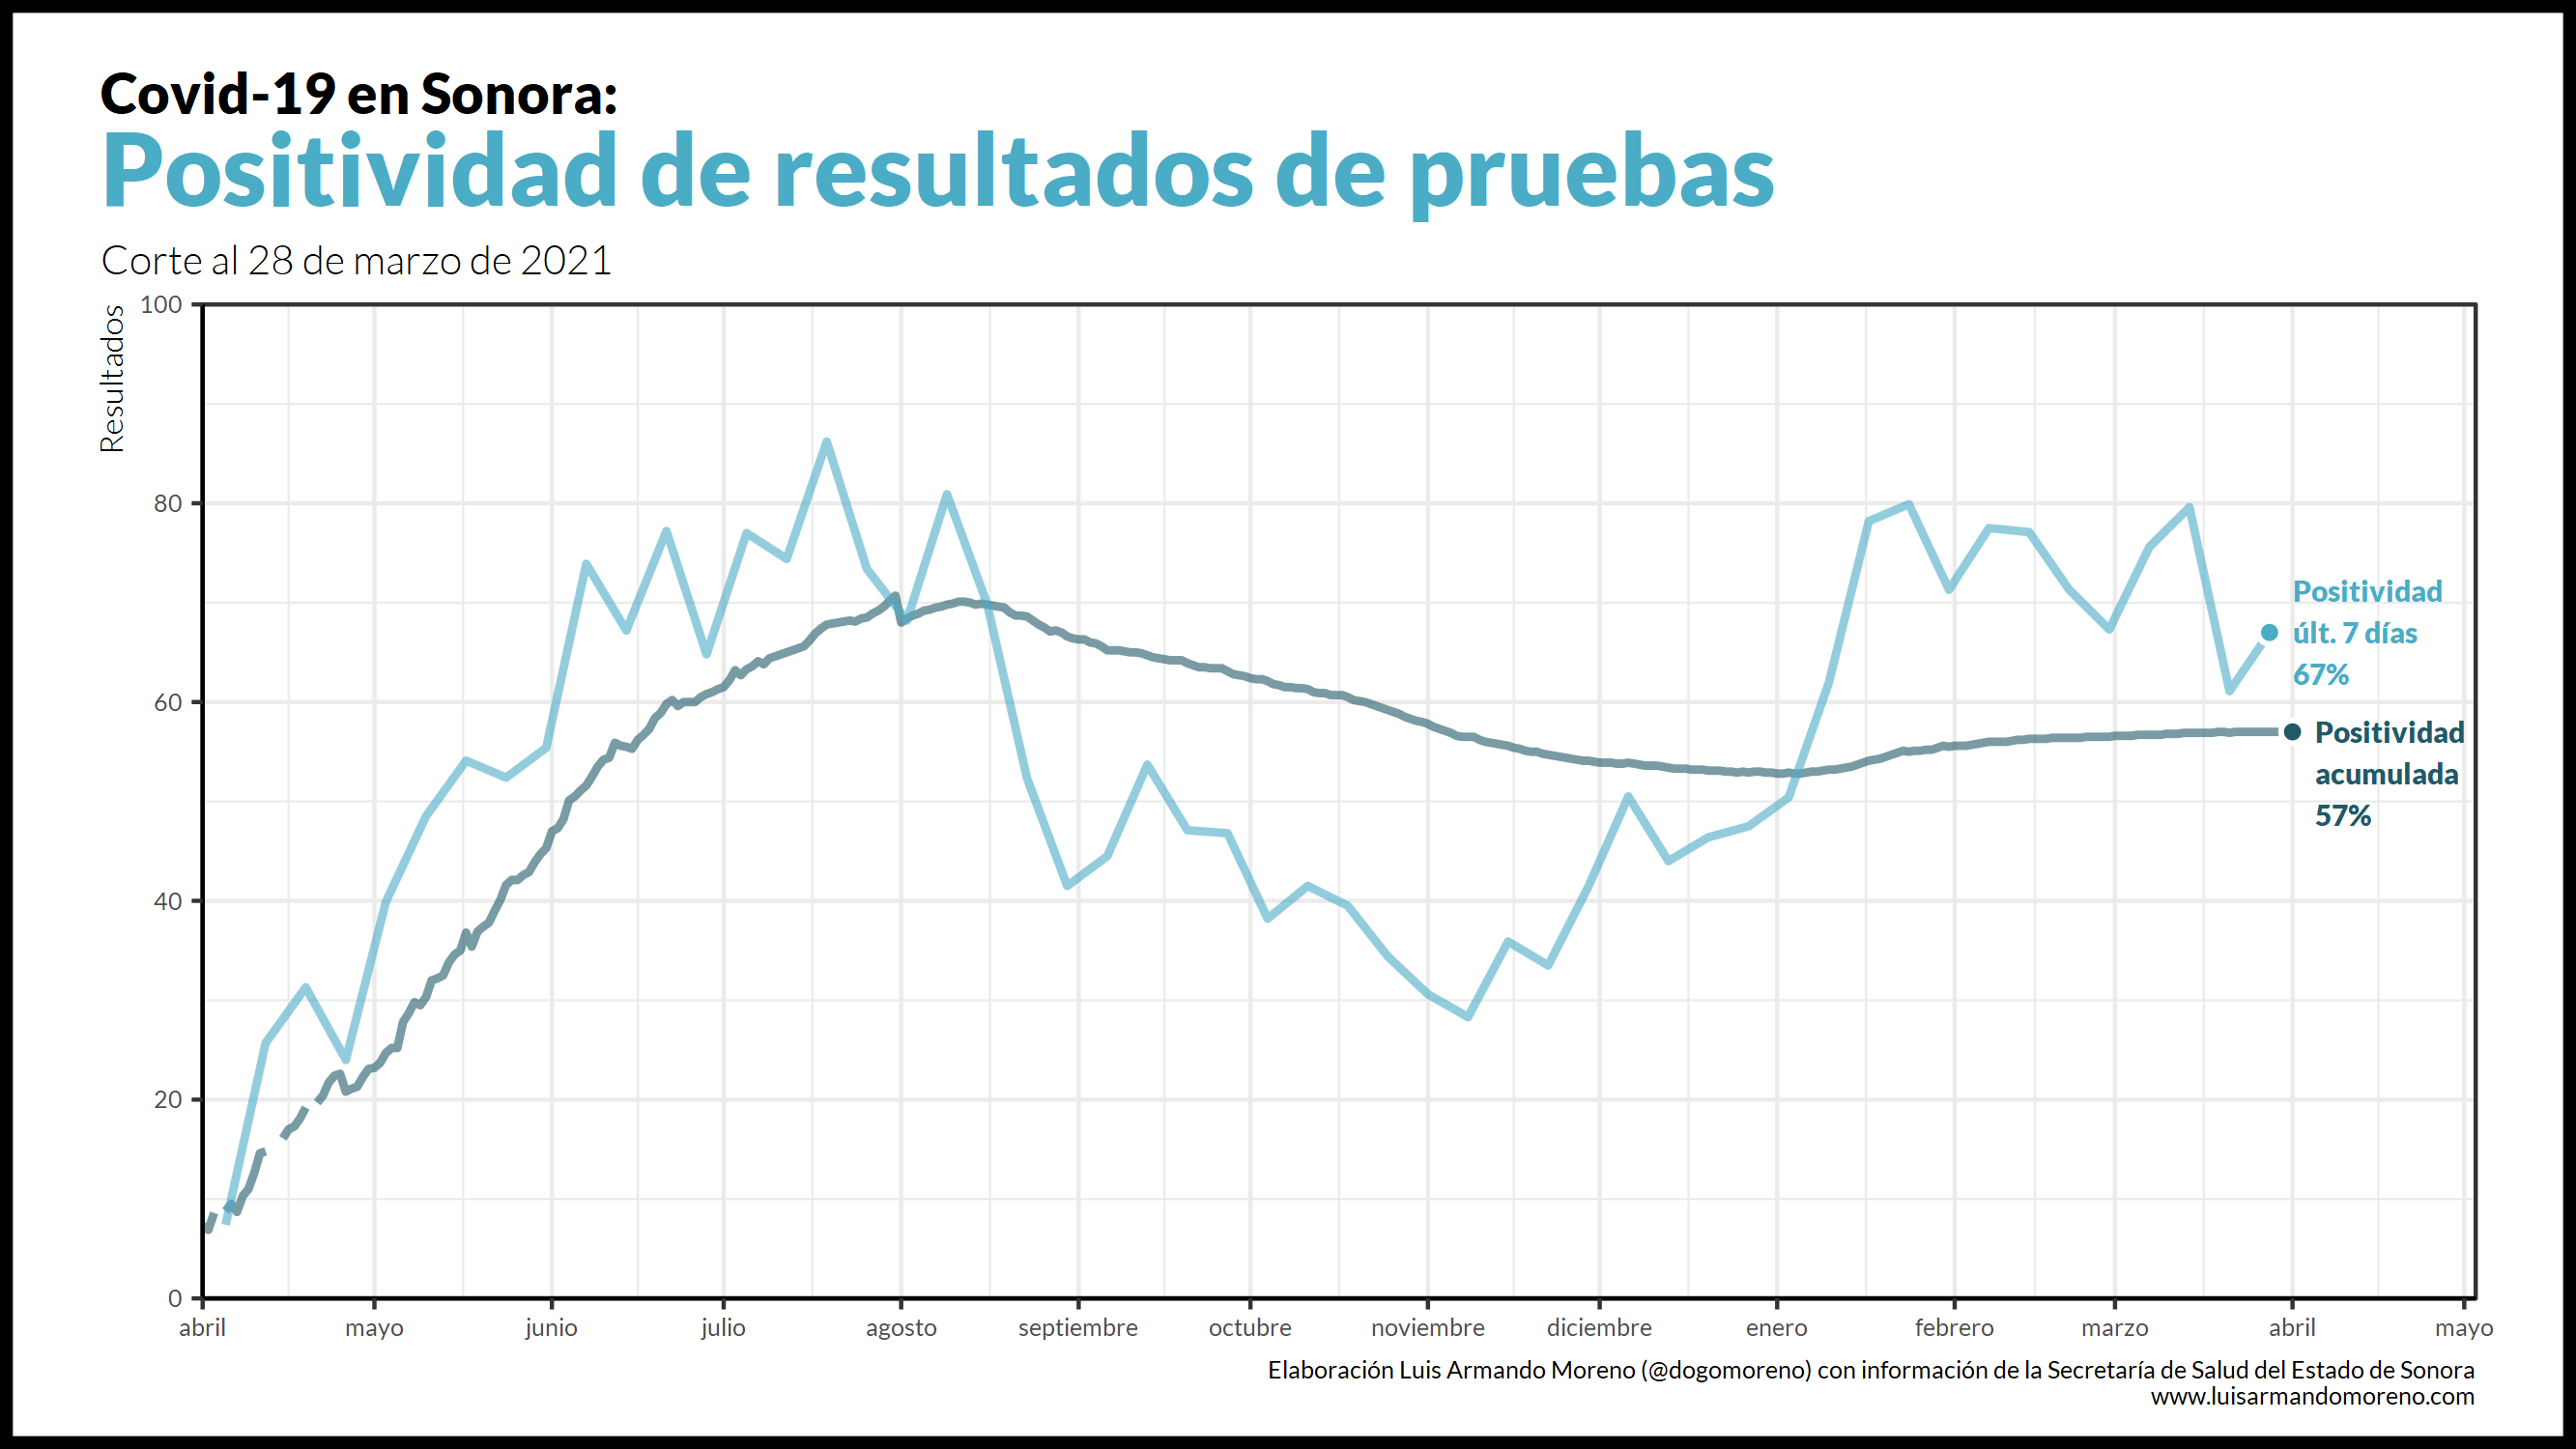 Covid-19 en Sonora:
Positividad de resultados de pruebas
Corte al 28 de marzo de 2021
Resultados
100
80
60
40
20
0
Positividad
últ. 7 días
67%
Positividad
acumulada
57%
abril mayo junio julio agosto septiembre octubre noviembre diciembre enero febrero marzo abril mayo
Elaboración Luis Armando Moreno (@dogomoreno) con información de la Secretaría de Salud del Estado de Sonora
www.luisarmandomoreno.com